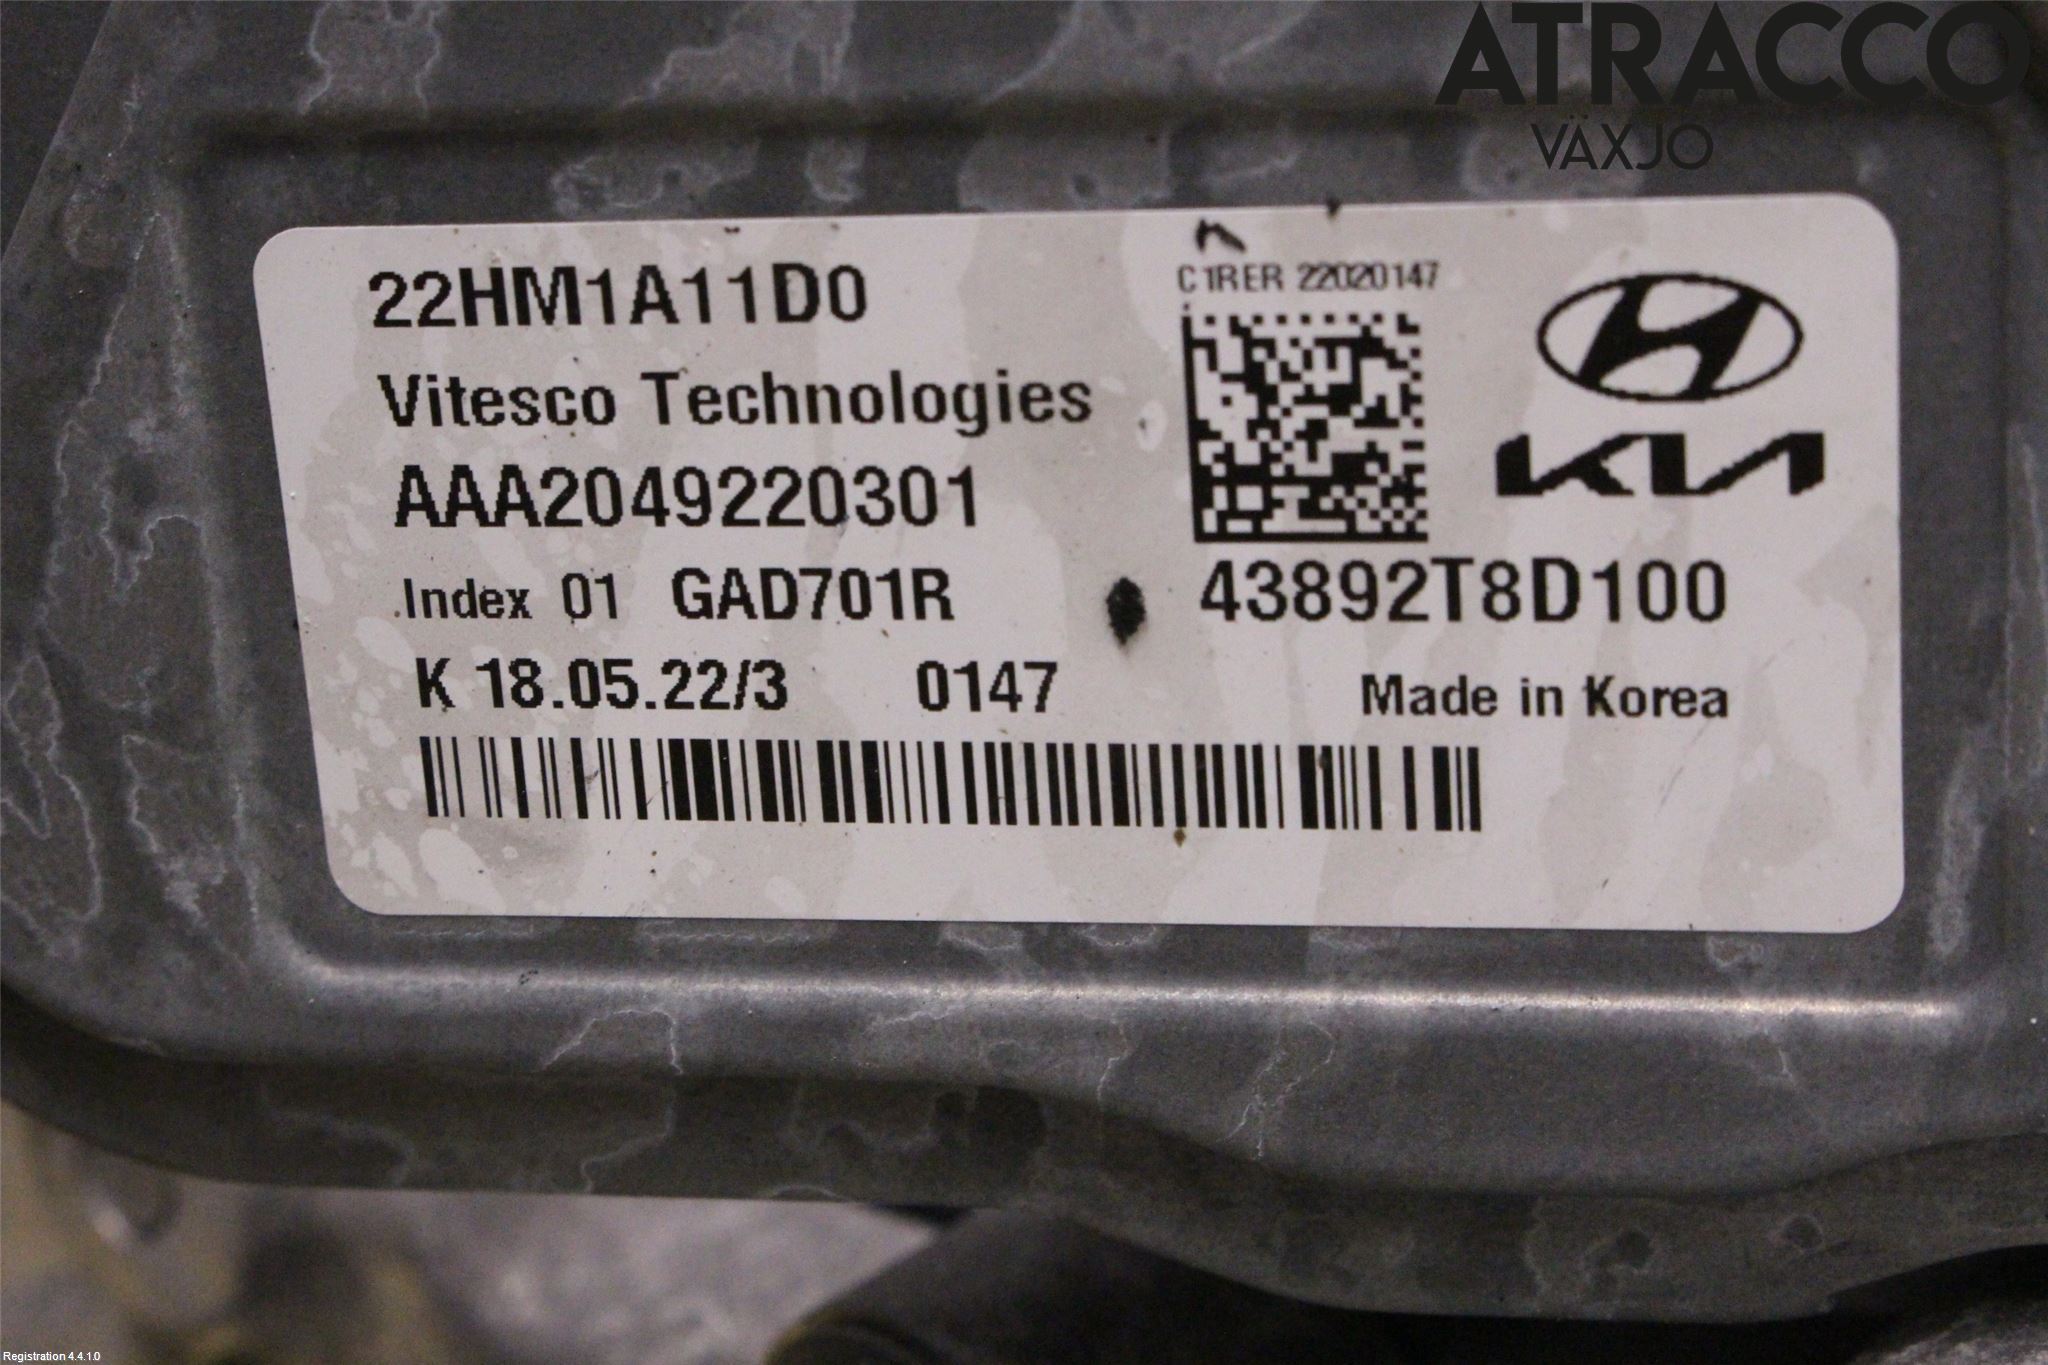 ATRACCO
VÄXJO
22HM1A11D0
C1RER 22020147
Vitesco Technologies
KIA
AAA2049220301
Index 01 GAD701R
43892T8D100
K 18.05.22/3 0147
Made in Korea
Registration 4.4.1.0